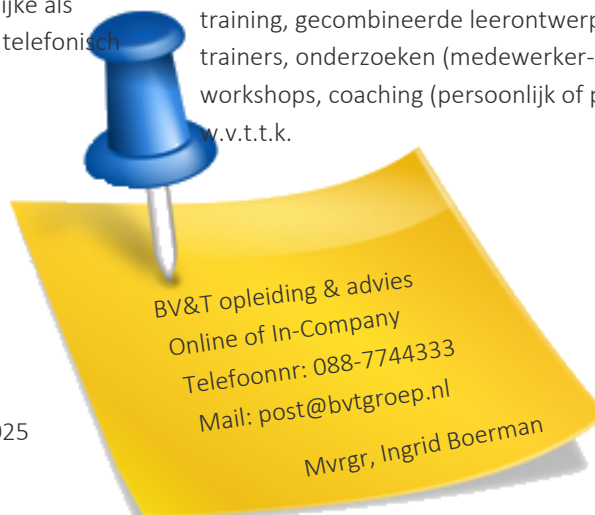 ijke als
telefonisch
training, gecombineerde leerontwerp
trainers, onderzoeken (medewerker-
workshops, coaching (persoonlijk of p
w.v.t.t.k.
BV&T opleiding & advies
Online of In-Company
Telefoonnr: 088-7744333
Mail: post@bvtgroep.nl
Mvrgr, Ingrid Boerman
025